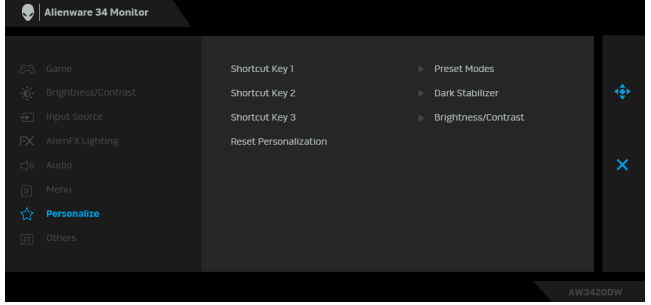 Alienware 34 Monitor
Game
Brightness/Contrast
Input Source
FX AlienFX Lighting
Audio
Menu
Personalize
Others
Shortcut Key 1 Preset Modes
Shortcut Key 2 Dark Stabilizer
Shortcut Key 3 Brightness/Contrast
Reset Personalization
AW3420DW